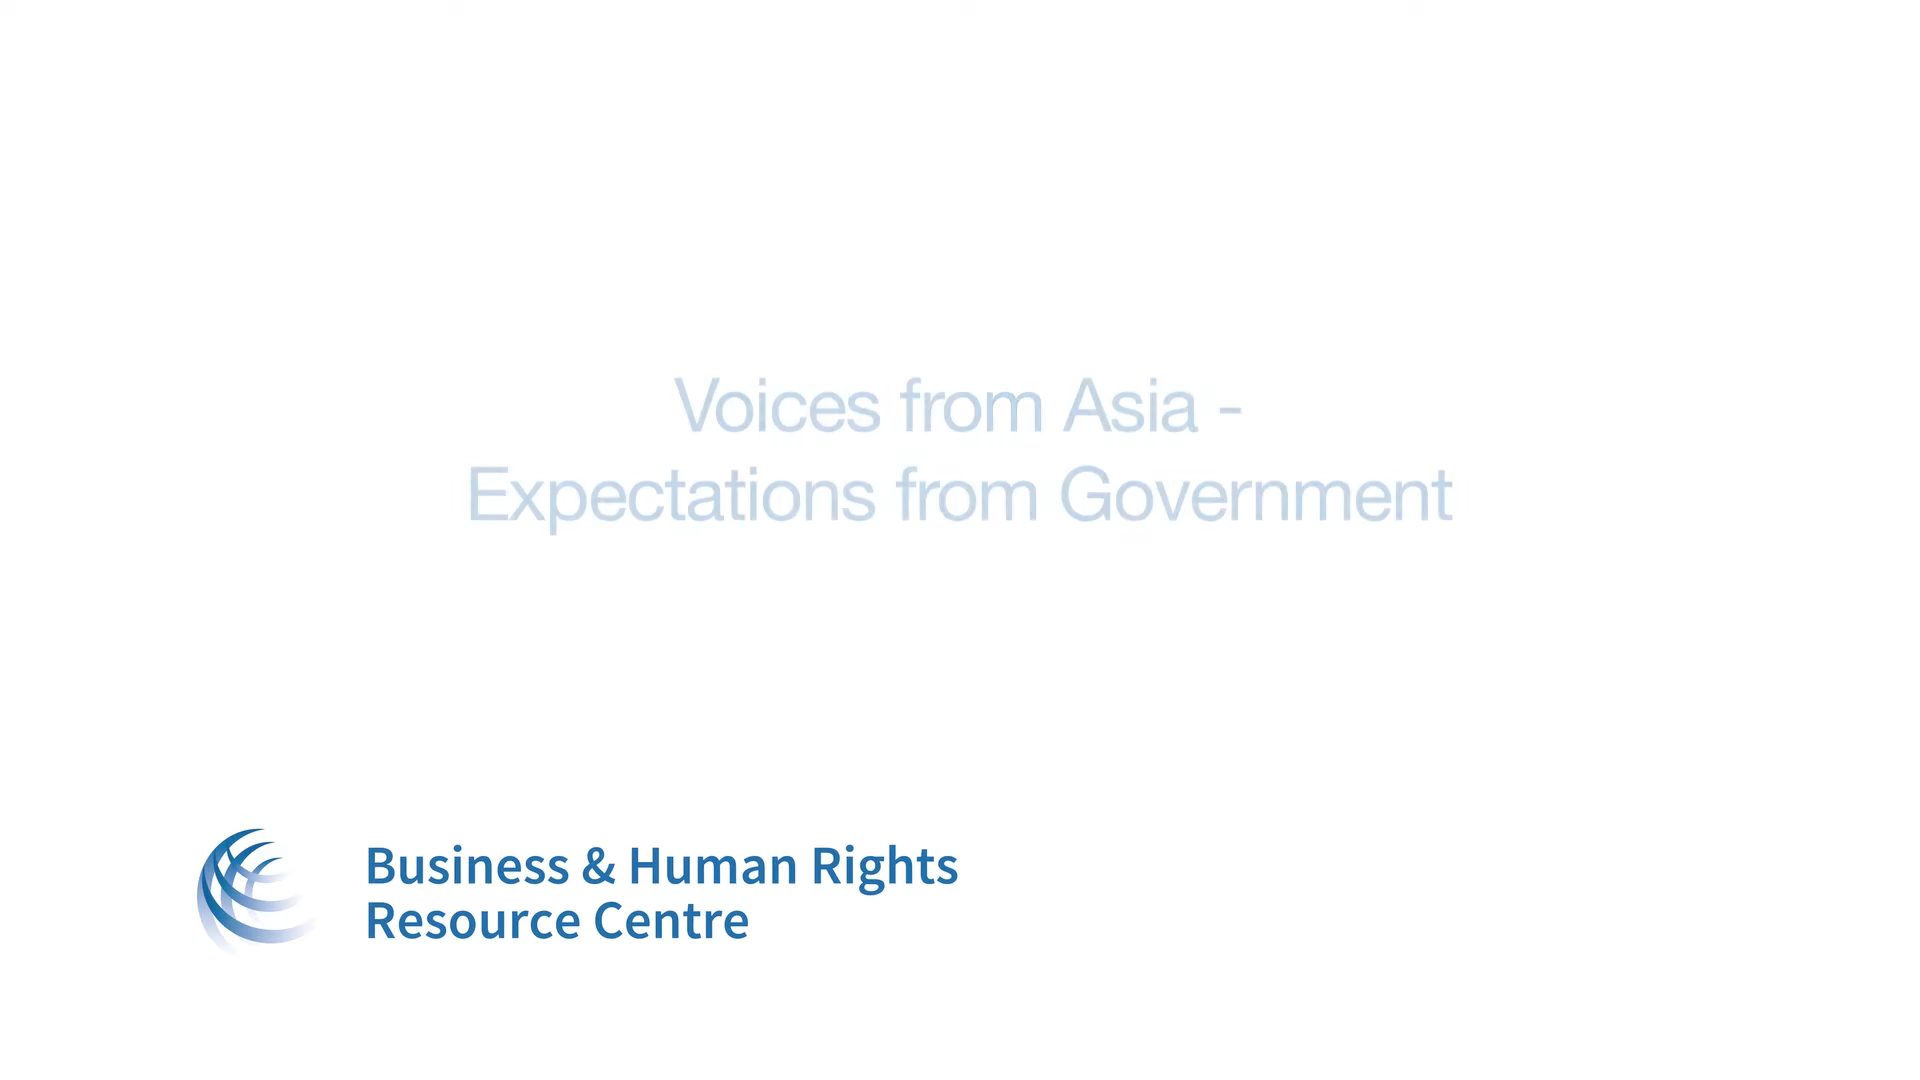 Voices from Asia -
Expectations from Government
Business & Human Rights
Resource Centre